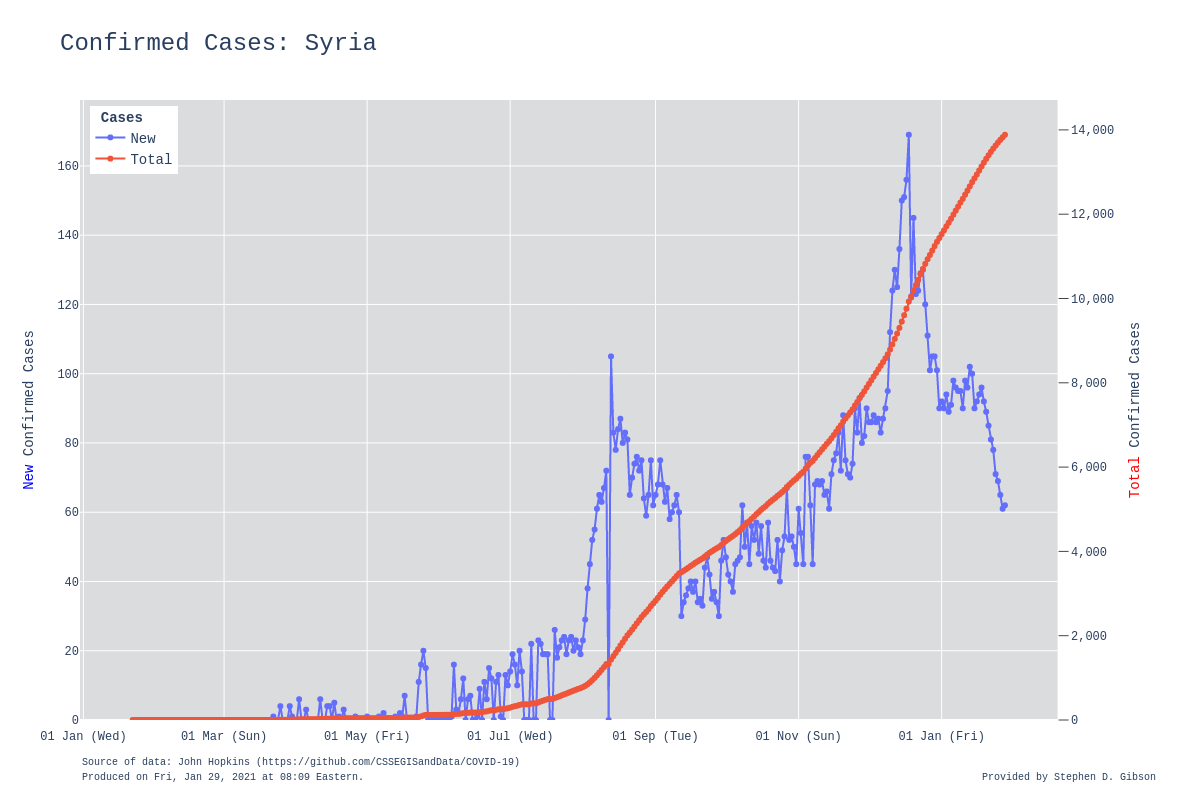 Confirmed Cases: Syria
Cases
New
Total
160
140
120
100
80
60
40
20
0
14,000
12,000
10,000
8,000
6,000
4,000
2,000
0
New Confirmed Cases
Total Confirmed Cases
01 Jan (Wed)
01 Mar (Sun)
01 May (Fri)
01 Jul (Wed)
01 Sep (Tue)
01 Nov (Sun)
01 Jan (Fri)
Source of data: John Hopkins (https://github.com/CSSEGISandData/COVID-19)
Produced on Fri, Jan 29, 2021 at 08:09 Eastern.
Provided by Stephen D. Gibson